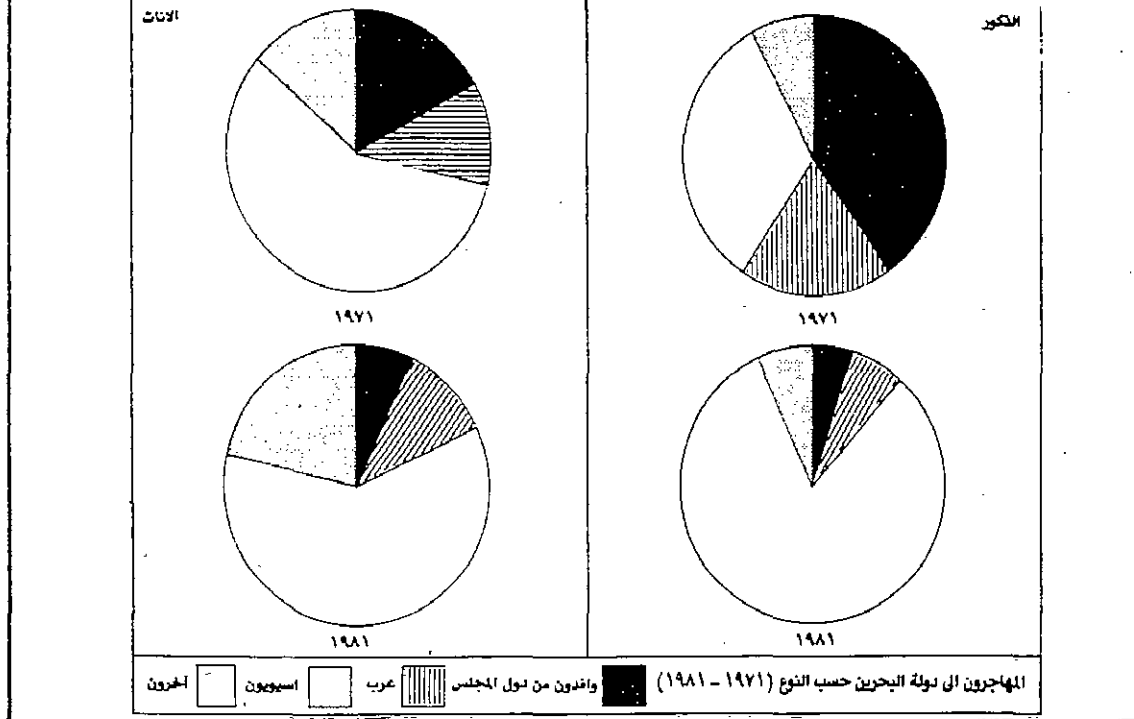 الذكور
الاناث
١٩٧١
١٩٧١
١٩٨١
١٩٨١
المهاجرون الى دولة البحرين حسب النوع (١٩٧١ - ١٩٨١) وافدون من دول المجلس عرب اسيويون آخرون